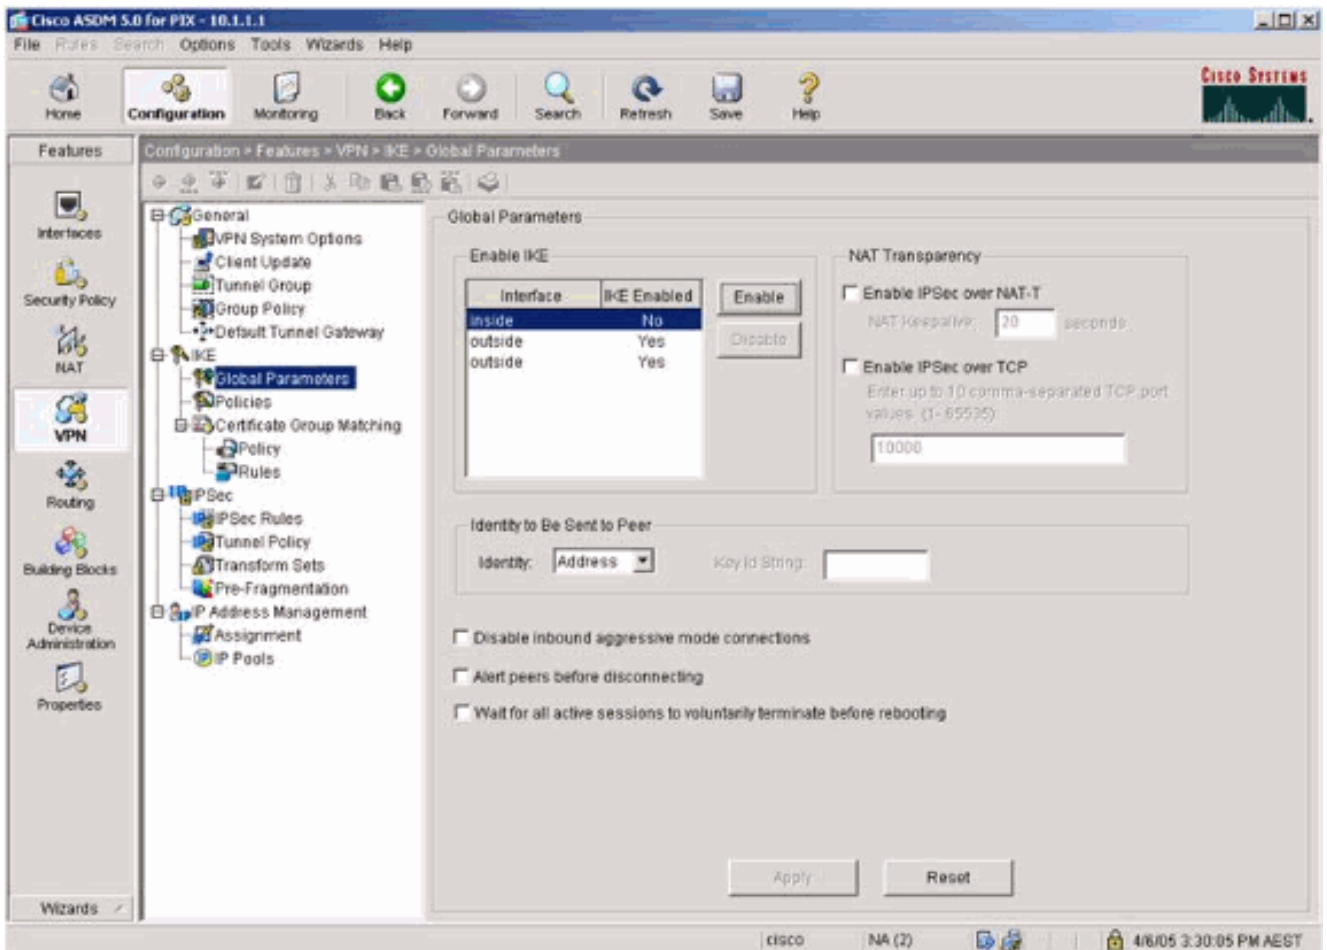 Cisco ASDM 5.0 for PIX - 10.1.1.1
File Rules Search Options Tools Wizards Help
Home Configuration Monitoring Back Forward Search Refresh Save Help
CISCO SYSTEMS
Features
Configuration > Features > VPN > IKE > Global Parameters
Interfaces
Security Policy
NAT
VPN
Routing
Building Blocks
Device Administration
Properties
Wizards
General
VPN System Options
Client Update
Tunnel Group
Group Policy
Default Tunnel Gateway
IKE
Global Parameters
Policies
Certificate Group Matching
Policy
Rules
IPSec
IPSec Rules
Tunnel Policy
Transform Sets
Pre-Fragmentation
IP Address Management
Assignment
IP Pools
Global Parameters
Enable IKE
Interface IKE Enabled
inside No
outside Yes
outside Yes
Enable
Disable
NAT Transparency
Enable IPSec over NAT-T
NAT Keepalive: 20 seconds
Enable IPSec over TCP
Enter up to 10 comma-separated TCP port
values (1- 65535)
10000
Identity to Be Sent to Peer
Identity: Address Key Id String:
Disable inbound aggressive mode connections
Alert peers before disconnecting
Wait for all active sessions to voluntarily terminate before rebooting
Apply Reset
cisco NA (2) 4/6/05 3:30:05 PM AEST